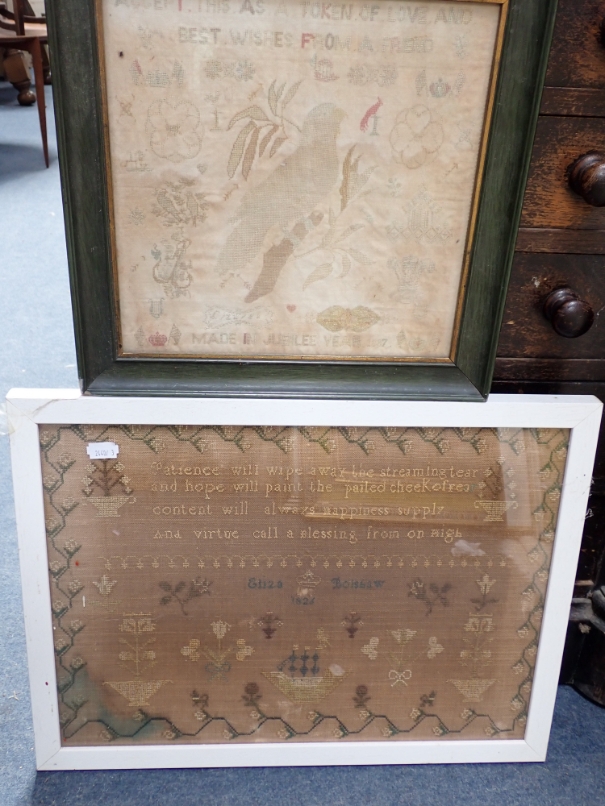 ACCEPT THIS AS A TOKEN OF LOVE AND
BEST WISHES FROM A FRIEND
MADE IN JUBILEE YEAR
Patience will wipe away the streaming tear
and hope will paint the palled cheek of
content will always happiness supply
And virtue call a blessing from on High
Eliza